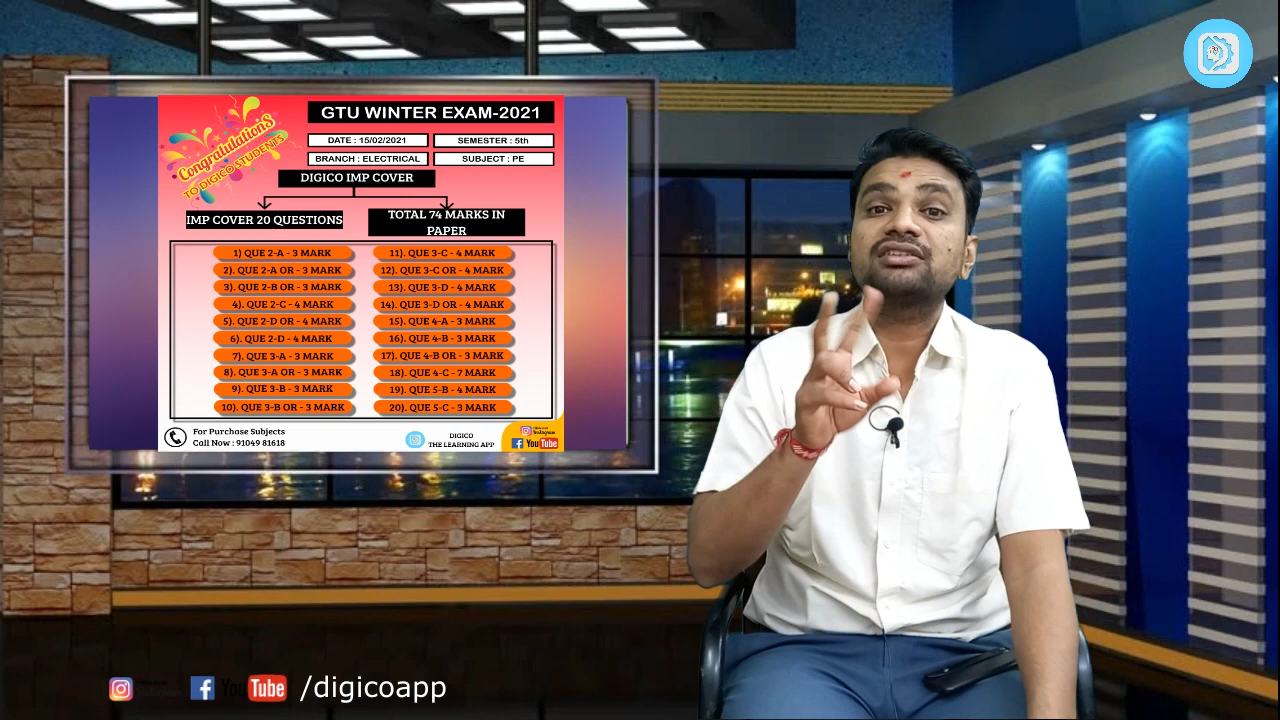 GTU WINTER EXAM-2021
Congratulations
TO DIGICO STUDENTS
DATE : 15/02/2021
SEMESTER : 5th
BRANCH : ELECTRICAL
SUBJECT : PE
DIGICO IMP COVER
IMP COVER 20 QUESTIONS
TOTAL 74 MARKS IN
PAPER
1) QUE 2-A - 3 MARK
2). QUE 2-A OR - 3 MARK
3). QUE 2-B OR - 3 MARK
4). QUE 2-C - 4 MARK
5). QUE 2-D OR - 4 MARK
6). QUE 2-D - 4 MARK
7). QUE 3-A - 3 MARK
8). QUE 3-A OR - 3 MARK
9). QUE 3-B - 3 MARK
10). QUE 3-B OR - 3 MARK
11). QUE 3-C - 4 MARK
12). QUE 3-C OR - 4 MARK
13). QUE 3-D - 4 MARK
14). QUE 3-D OR - 4 MARK
15). QUE 4-A - 3 MARK
16). QUE 4-B - 3 MARK
17). QUE 4-B OR - 3 MARK
18). QUE 4-C - 7 MARK
19). QUE 5-B - 4 MARK
20). QUE 5-C - 3 MARK
For Purchase Subjects
Call Now : 91049 81618
DIGICO
THE LEARNING APP
Instagram
YouTube
YouTube /digicoapp